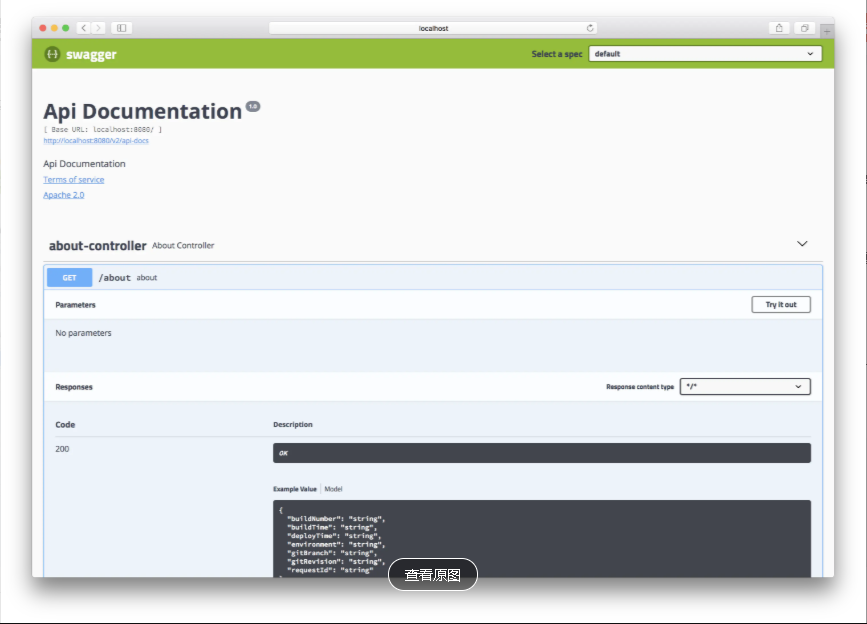 localhost
swagger
Select a spec
default
Api Documentation 1.0
[ Base URL: localhost:8080/ ]
http://localhost:8080/v2/api-docs
Api Documentation
Terms of service
Apache 2.0
about-controller About Controller
GET /about about
Parameters
Try it out
No parameters
Responses
Response content type
*/*
Code
Description
200
OK
Example Value
Model
{
"buildNumber": "string",
"buildTime": "string",
"deployTime": "string",
"environment": "string",
"gitBranch": "string",
"gitRevision": "string",
"requestId": "string"
查看原图